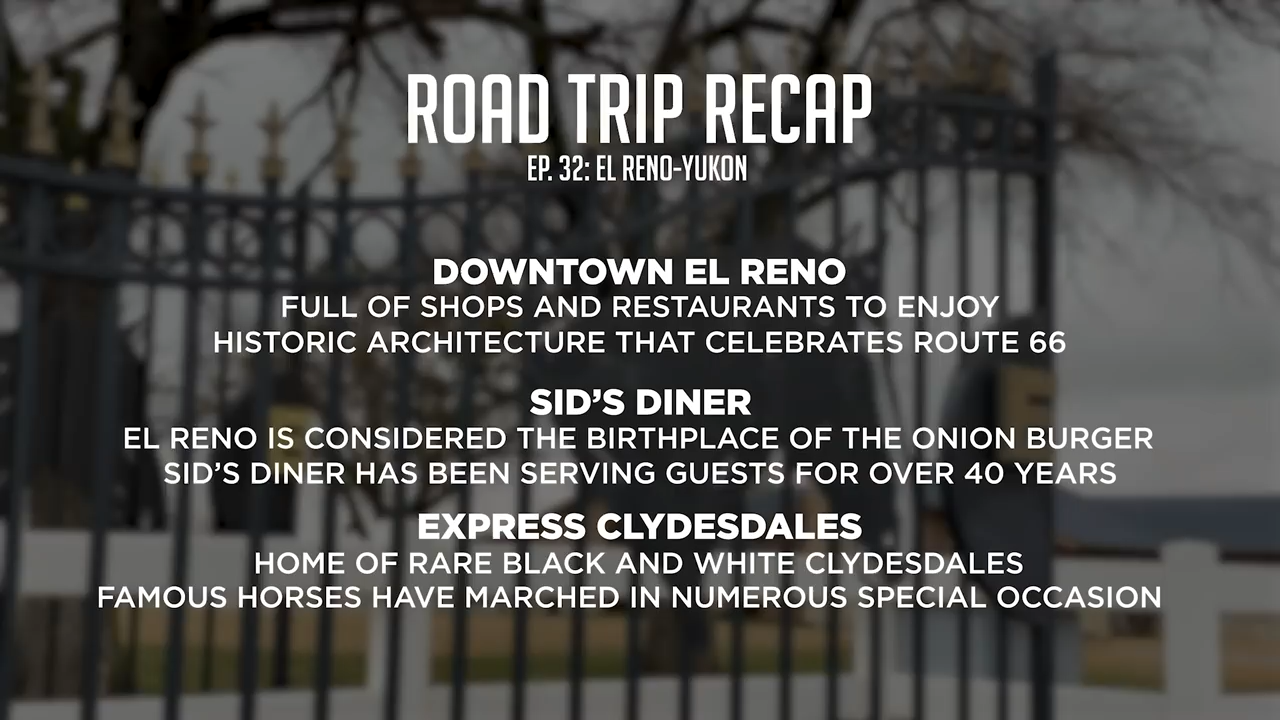 ROAD TRIP RECAP
EP. 32: EL RENO-YUKON
DOWNTOWN EL RENO
FULL OF SHOPS AND RESTAURANTS TO ENJOY
HISTORIC ARCHITECTURE THAT CELEBRATES ROUTE 66
SID'S DINER
EL RENO IS CONSIDERED THE BIRTHPLACE OF THE ONION BURGER
SID'S DINER HAS BEEN SERVING GUESTS FOR OVER 40 YEARS
EXPRESS CLYDESDALES
HOME OF RARE BLACK AND WHITE CLYDESDALES
FAMOUS HORSES HAVE MARCHED IN NUMEROUS SPECIAL OCCASION